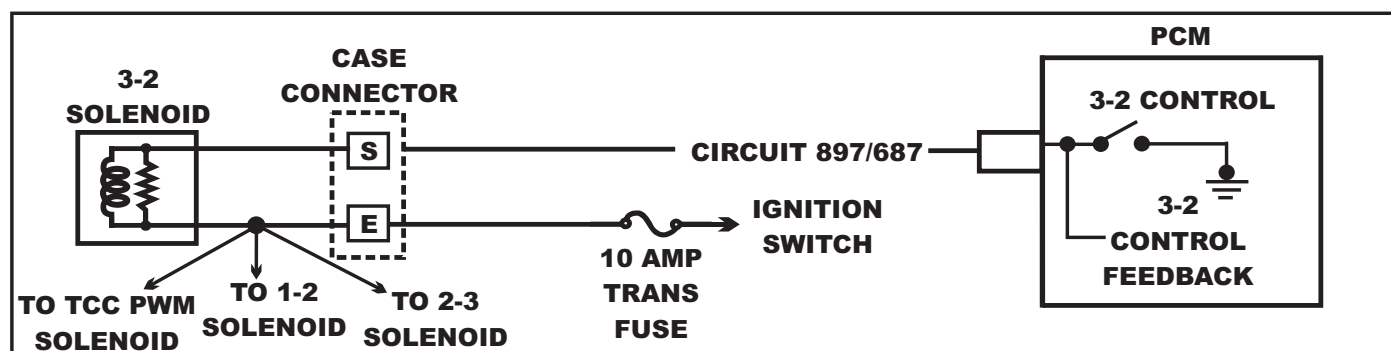 CASE
CONNECTOR
3-2
SOLENOID
S
E
CIRCUIT 897/687
IGNITION
SWITCH
10 AMP
TRANS
FUSE
TO TCC PWM
SOLENOID
TO 1-2
SOLENOID
TO 2-3
SOLENOID
PCM
3-2 CONTROL
3-2
CONTROL
FEEDBACK